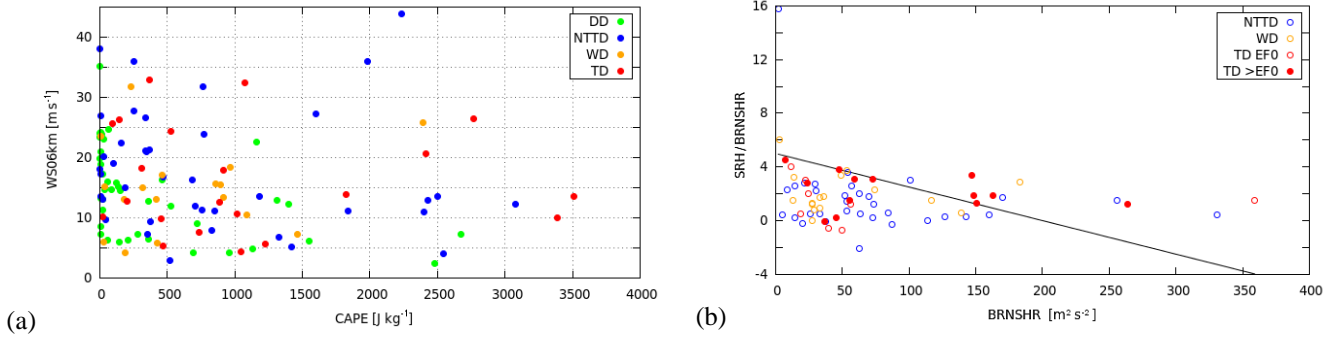 DD
NTTD
WD
TD
WS06km [m s⁻¹]
40
30
20
10
0
0 500 1000 1500 2000 2500 3000 3500 4000
CAPE [J kg⁻¹]
(a)
NTTD
WD
TD EF0
TD >EF0
SRH/BRNSHR
16
12
8
4
0
-4
0 50 100 150 200 250 300 350 400
BRNSHR [m² s⁻²]
(b)